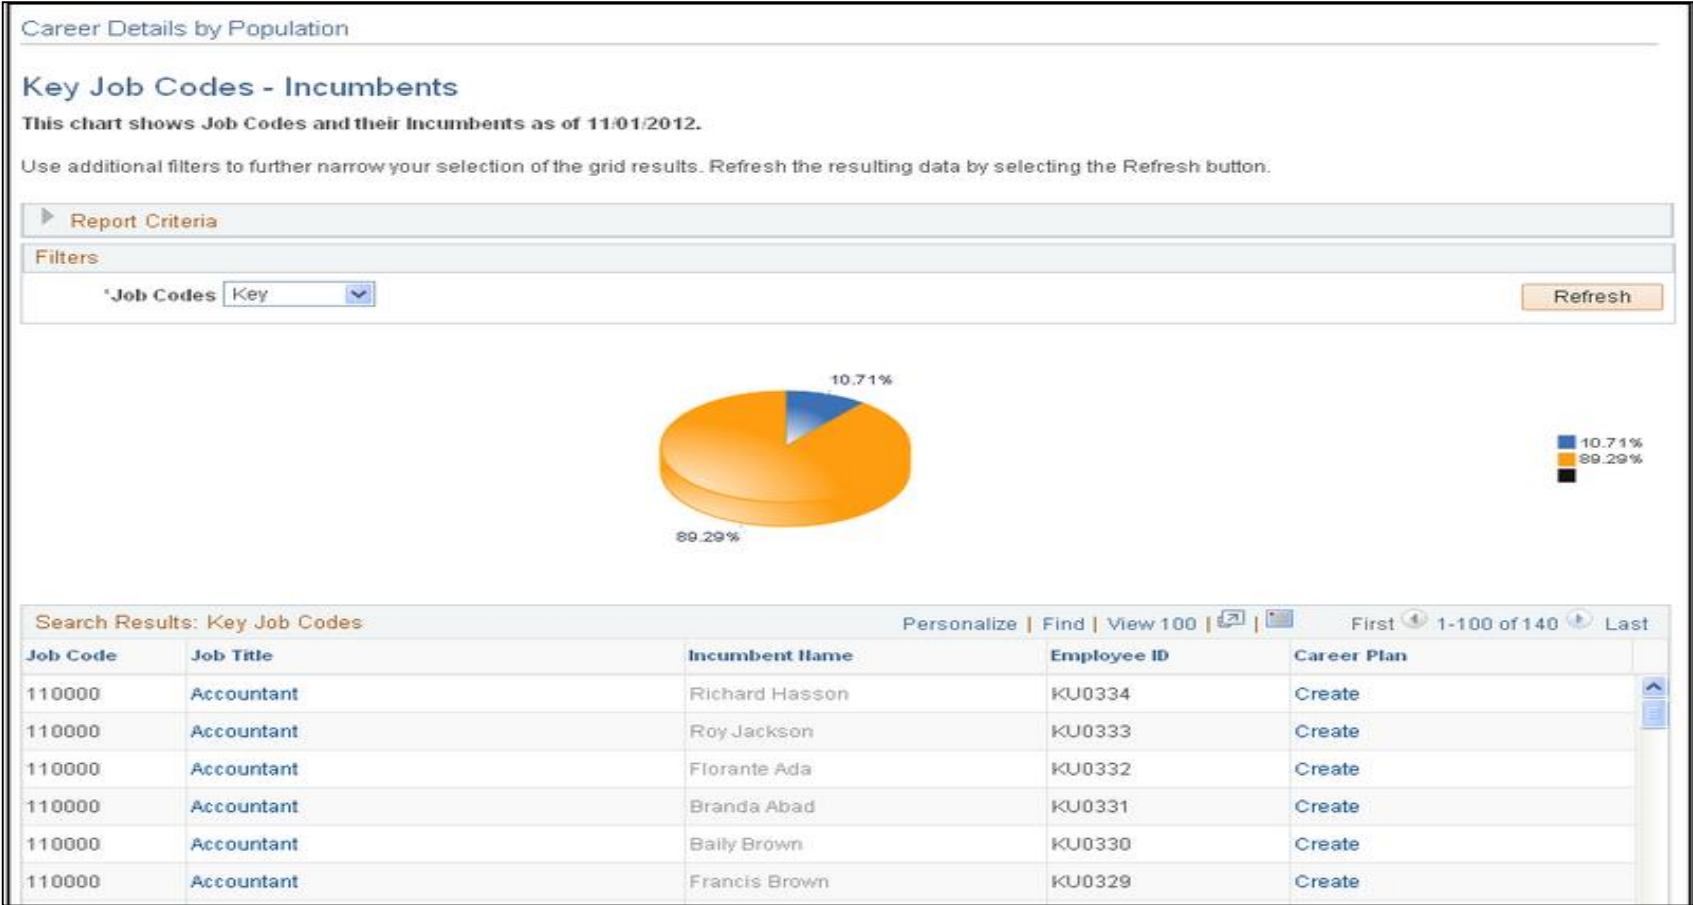 Career Details by Population
Key Job Codes - Incumbents
This chart shows Job Codes and their Incumbents as of 11/01/2012.
Use additional filters to further narrow your selection of the grid results. Refresh the resulting data by selecting the Refresh button.
Report Criteria
Filters
*Job Codes Key Refresh
10.71%
10.71%
89.29%
89.29%
Search Results: Key Job Codes Personalize | Find | View 100 | | First 1-100 of 140 Last
Job Code Job Title Incumbent Name Employee ID Career Plan
110000 Accountant Richard Hasson KU0334 Create
110000 Accountant Roy Jackson KU0333 Create
110000 Accountant Florante Ada KU0332 Create
110000 Accountant Branda Abad KU0331 Create
110000 Accountant Baily Brown KU0330 Create
110000 Accountant Francis Brown KU0329 Create